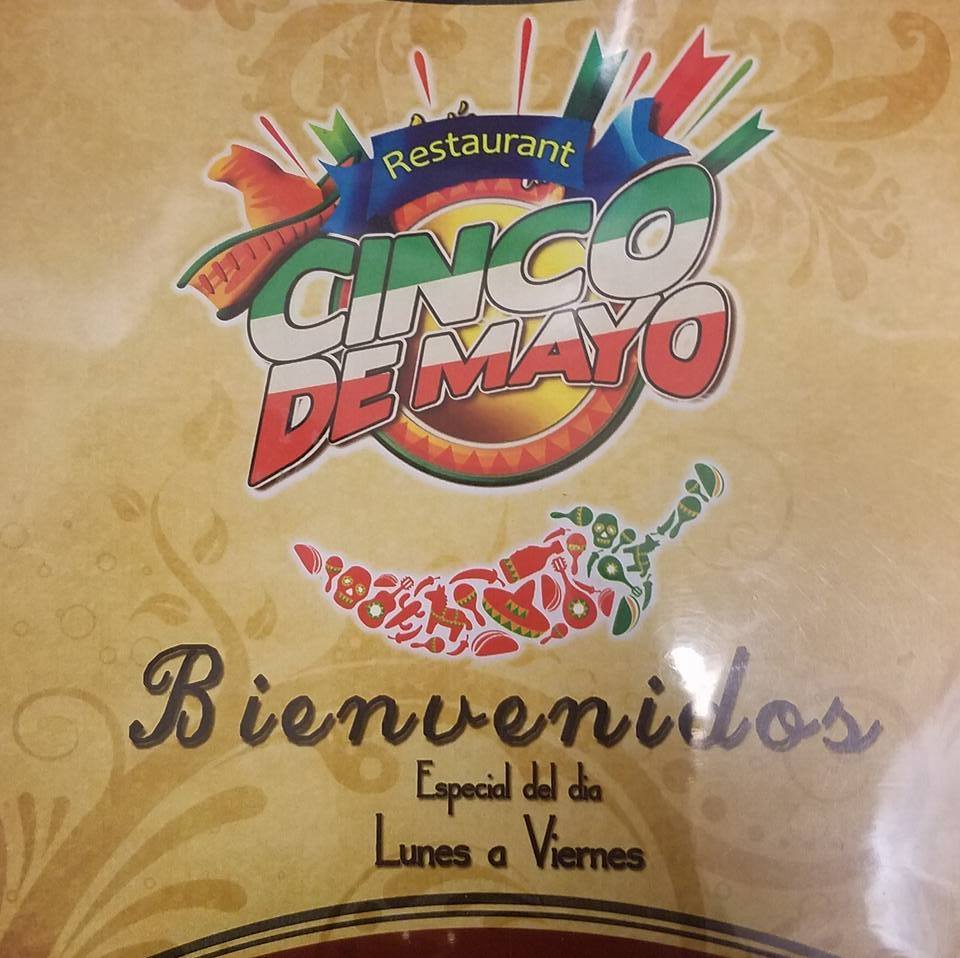 Restaurant
CINCO
DE MAYO
Bienvenidos
Especial del dia
Lunes a Viernes